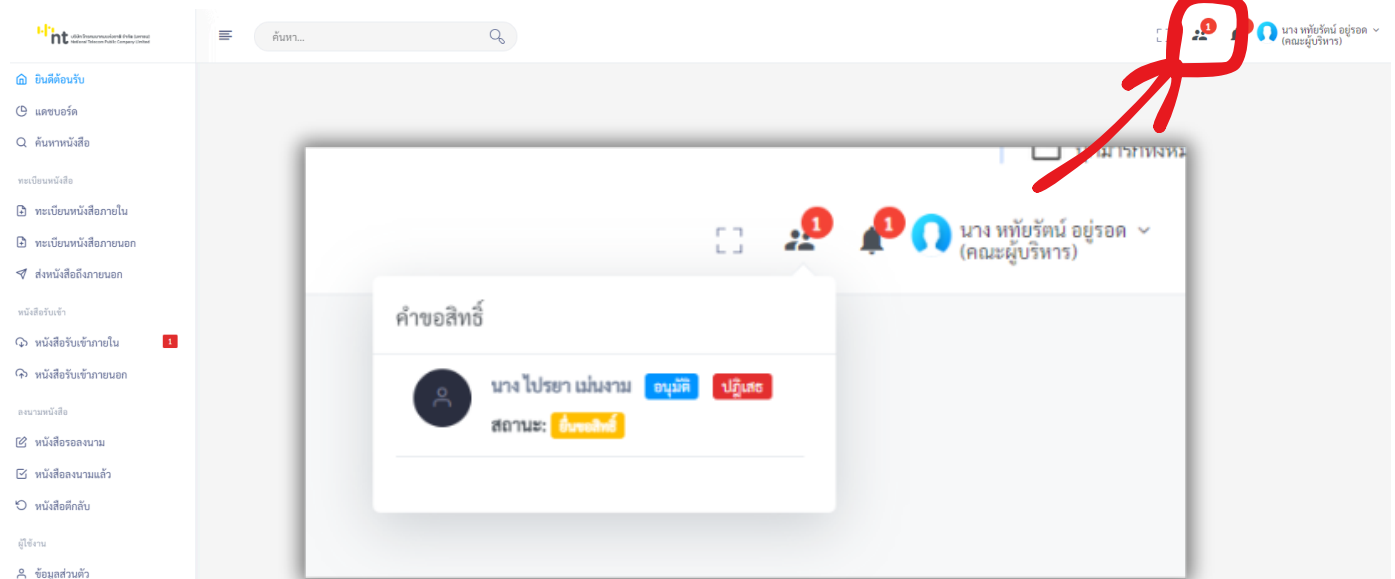 nt
National Telecom Public Company Limited
ค้นหา...
1
นาง หทัยรัตน์ อยู่รอด
(คณะผู้บริหาร)
ยินดีต้อนรับ
แดชบอร์ด
ค้นหาหนังสือ
ทะเบียนหนังสือ
ทะเบียนหนังสือภายใน
ทะเบียนหนังสือภายนอก
ส่งหนังสือถึงภายนอก
หนังสือรับเข้า
หนังสือรับเข้าภายใน 1
หนังสือรับเข้าภายนอก
ลงนามหนังสือ
หนังสือรอลงนาม
หนังสือลงนามแล้ว
หนังสือตีกลับ
ผู้ใช้งาน
ข้อมูลส่วนตัว
1 1 นาง หทัยรัตน์ อยู่รอด
(คณะผู้บริหาร)
คำขอสิทธิ์
นาง ไปรยา เม่นงาม อนุมัติ ปฏิเสธ
สถานะ: ยื่นขอสิทธิ์